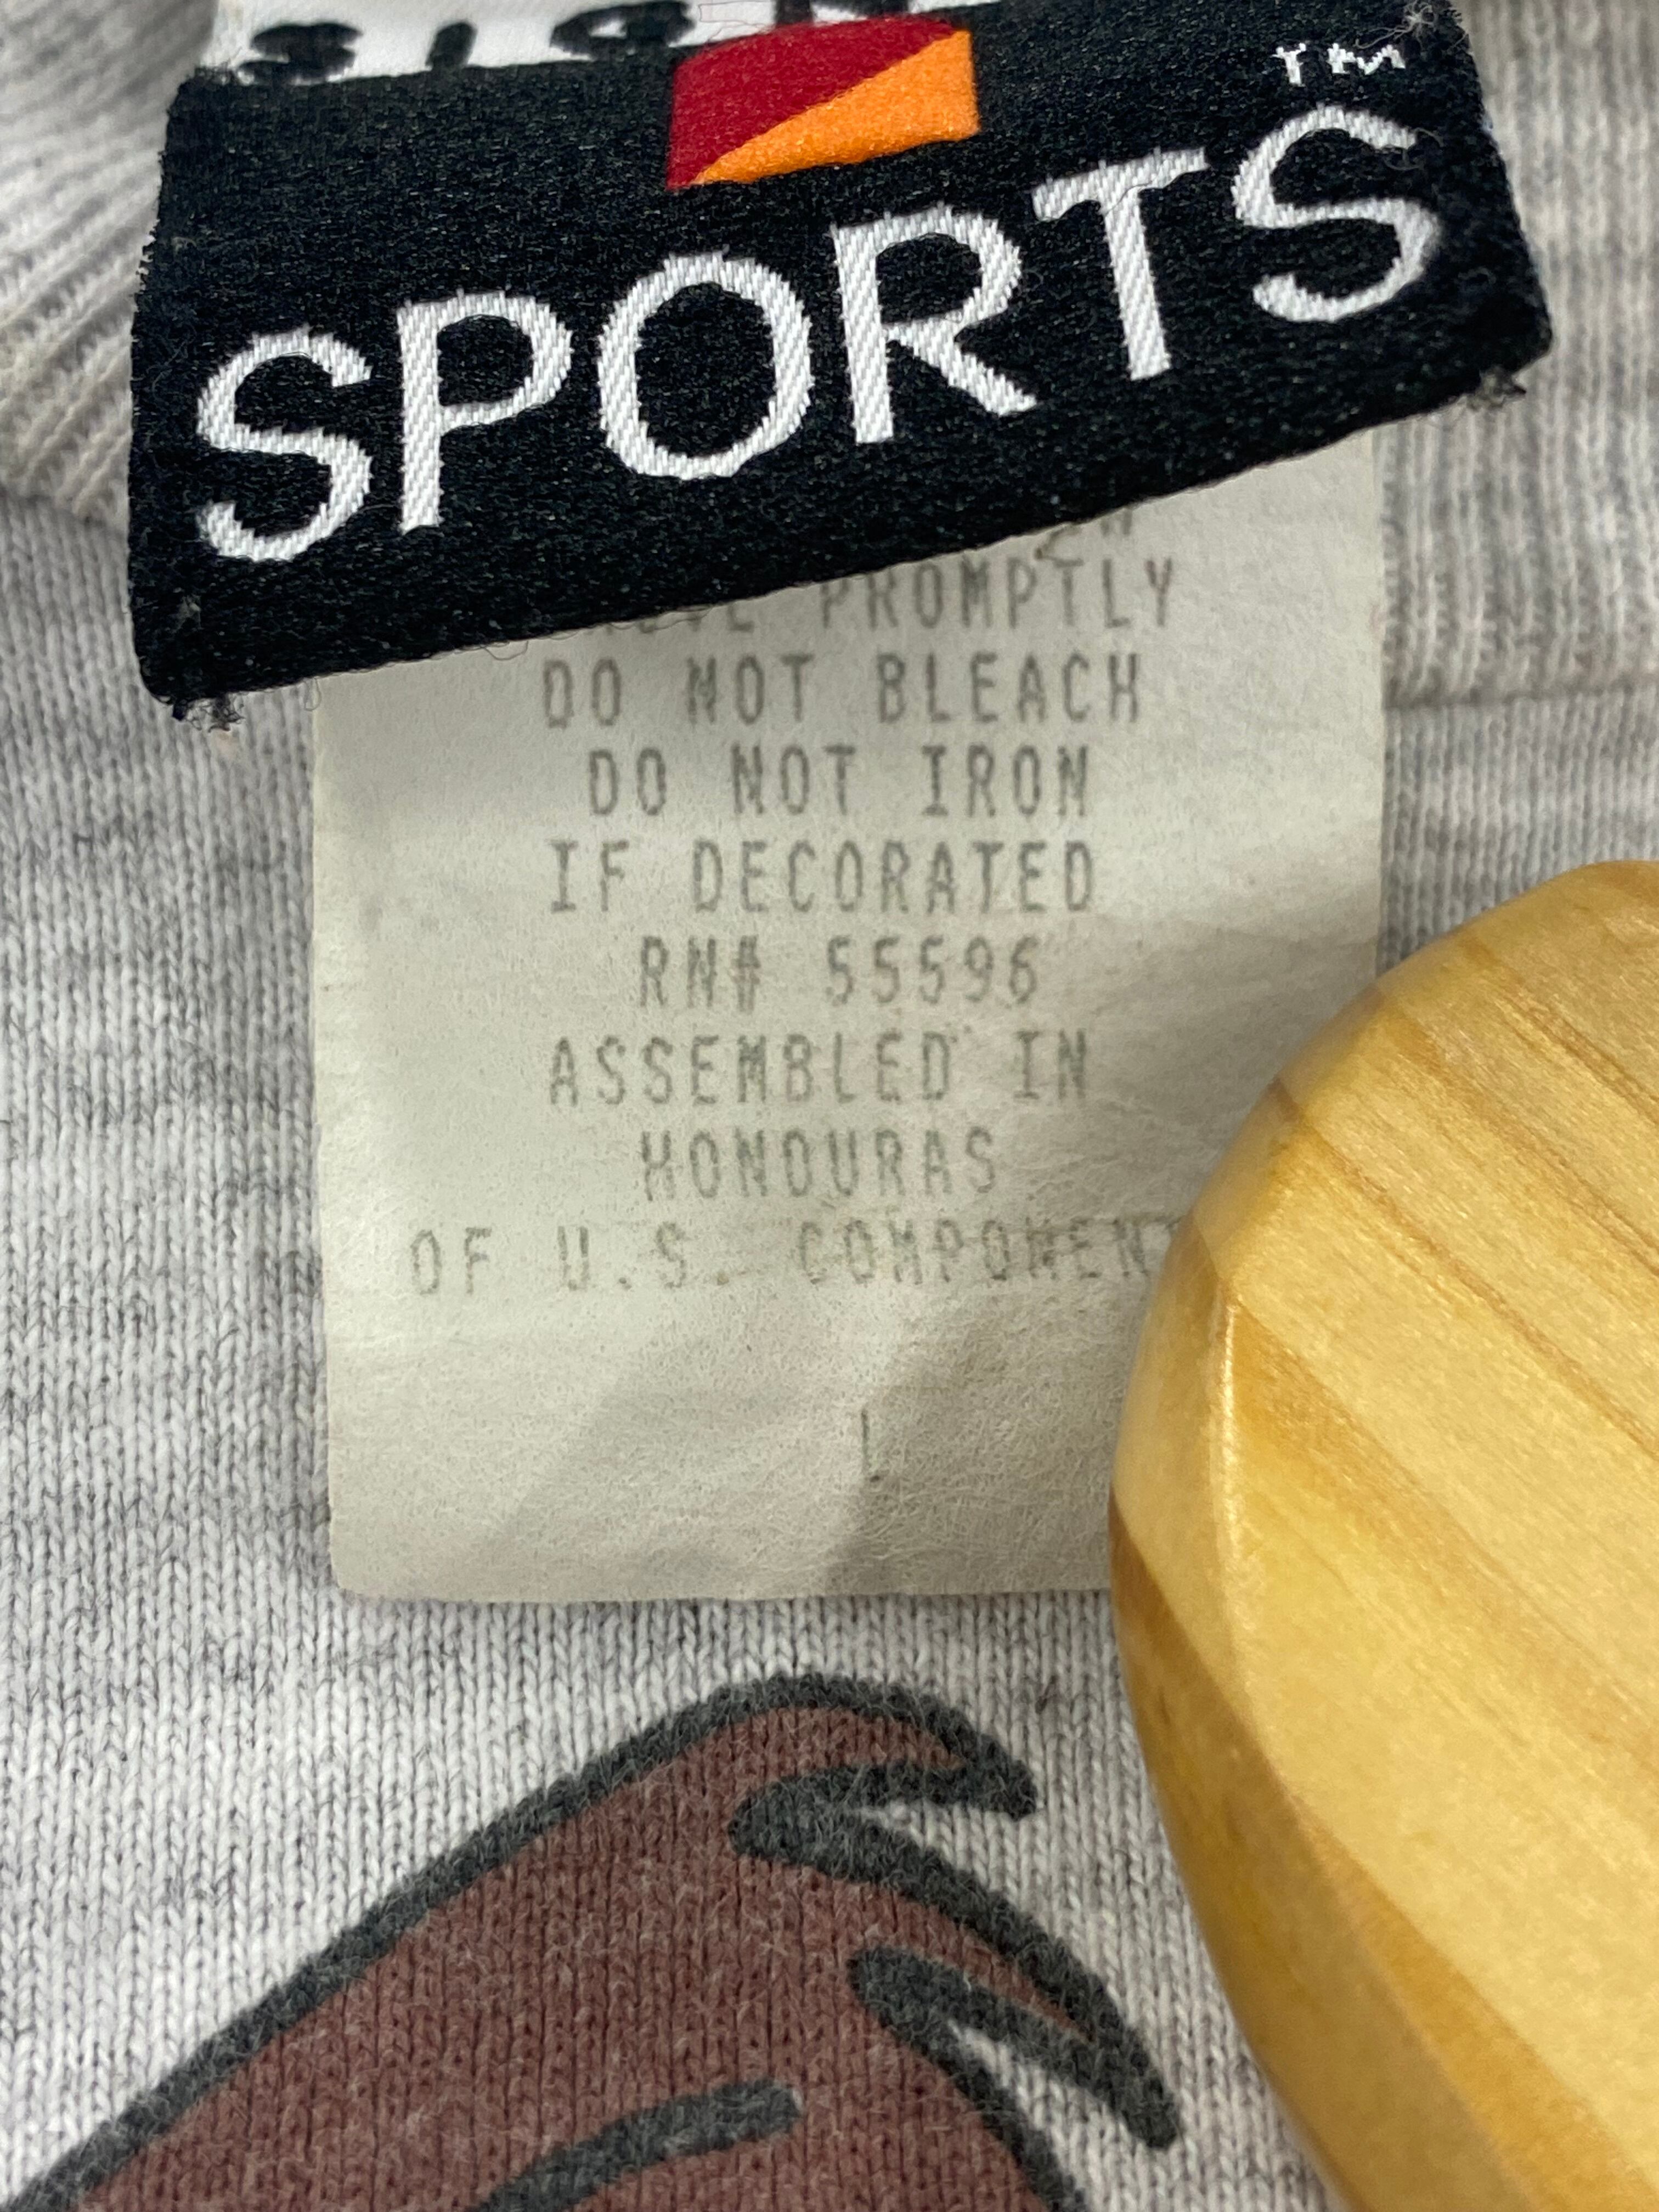 TM
SPORTS
PROMPTLY
DO NOT BLEACH
DO NOT IRON
IF DECORATED
RN# 55596
ASSEMBLED IN
HONDURAS
OF U.S. COMPONENT